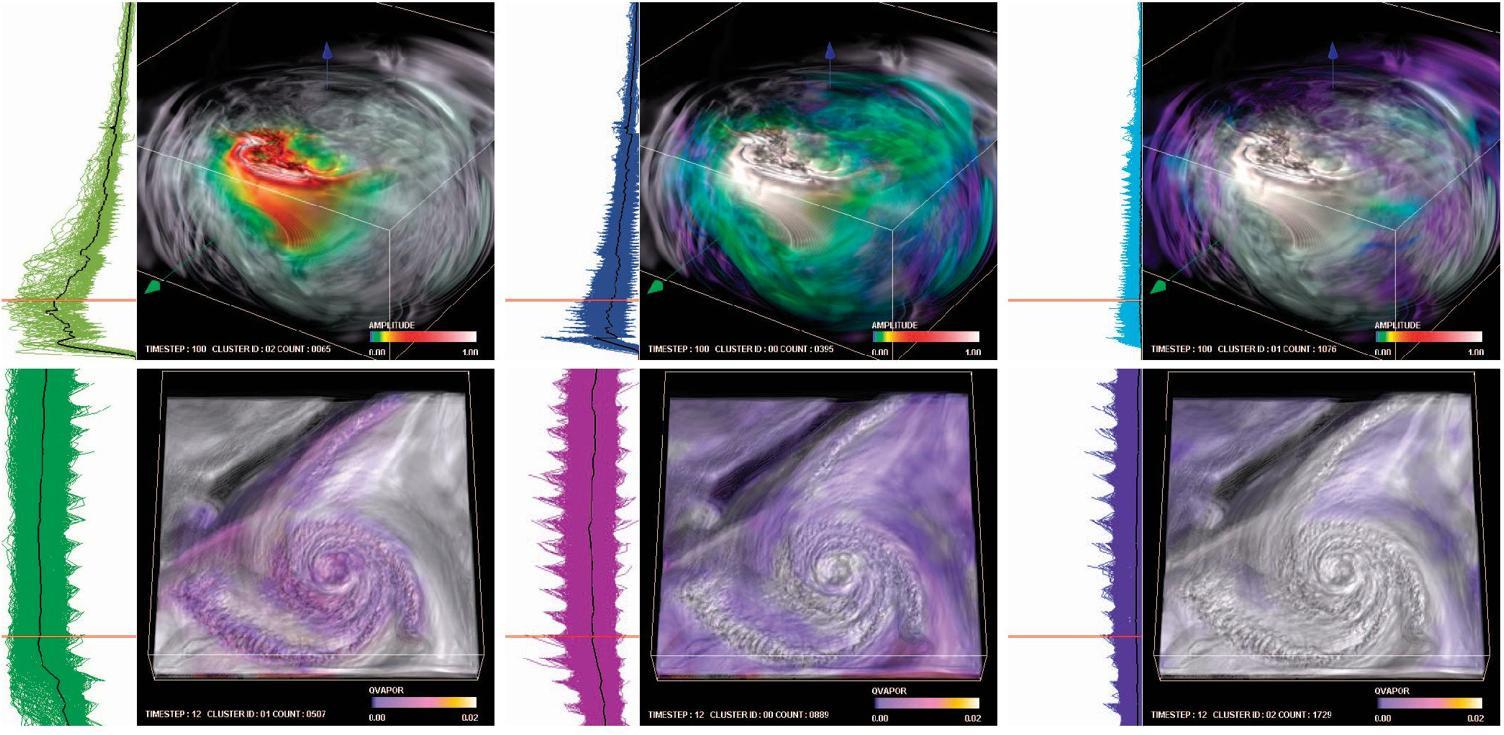 AMPLITUDE
0.00 1.00
TIMESTEP : 100 CLUSTER ID : 02 COUNT : 0065
AMPLITUDE
0.00 1.00
TIMESTEP : 100 CLUSTER ID : 00 COUNT : 0395
AMPLITUDE
0.00 1.00
TIMESTEP : 100 CLUSTER ID : 01 COUNT : 1076
QVAPOR
0.00 0.02
TIMESTEP : 12 CLUSTER ID : 01 COUNT : 0507
QVAPOR
0.00 0.02
TIMESTEP : 12 CLUSTER ID : 00 COUNT : 0889
QVAPOR
0.00 0.02
TIMESTEP : 12 CLUSTER ID : 02 COUNT : 1729